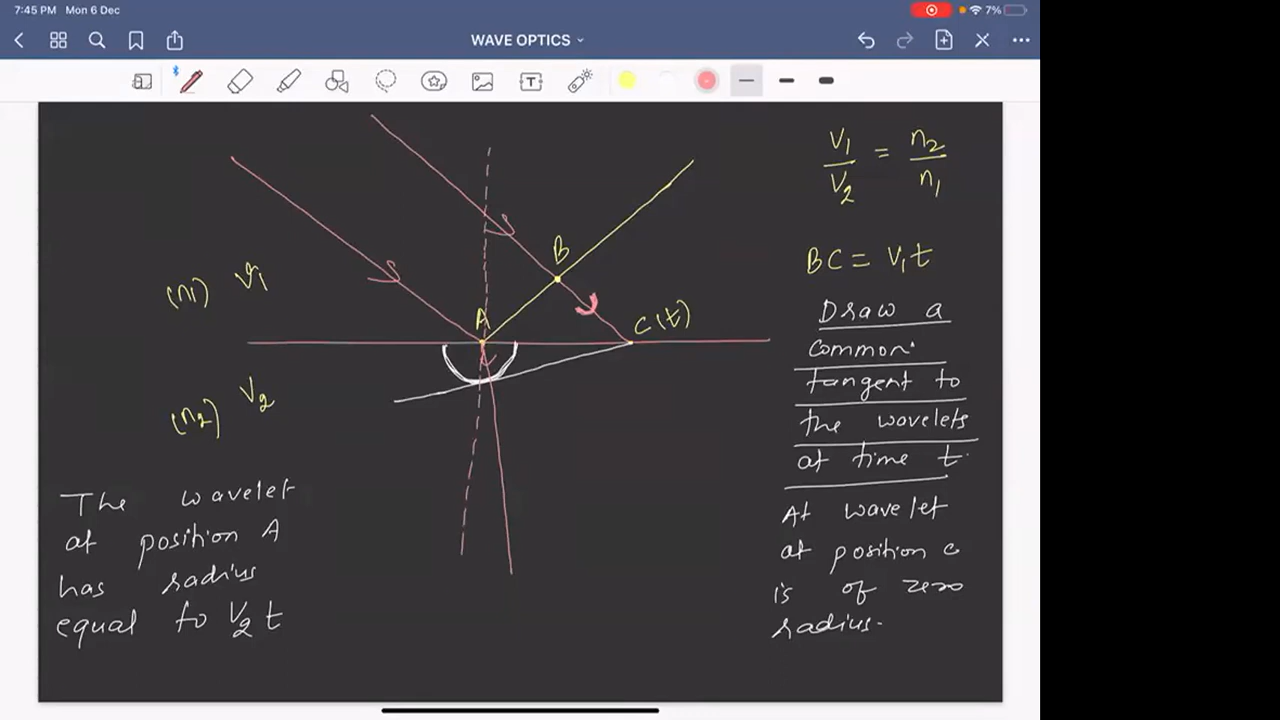 7:45 PM Mon 6 Dec
7%
WAVE OPTICS
T
V1/V2 = n2/n1
B
BC = V1t
(n1) V1
A
C(t)
Draw a
common
tangent to
the wavelets
at time t.
(n2) V2
The wavelet
at position A
has radius
equal to V2 t
At wavelet
at position c
is of zero
radius.